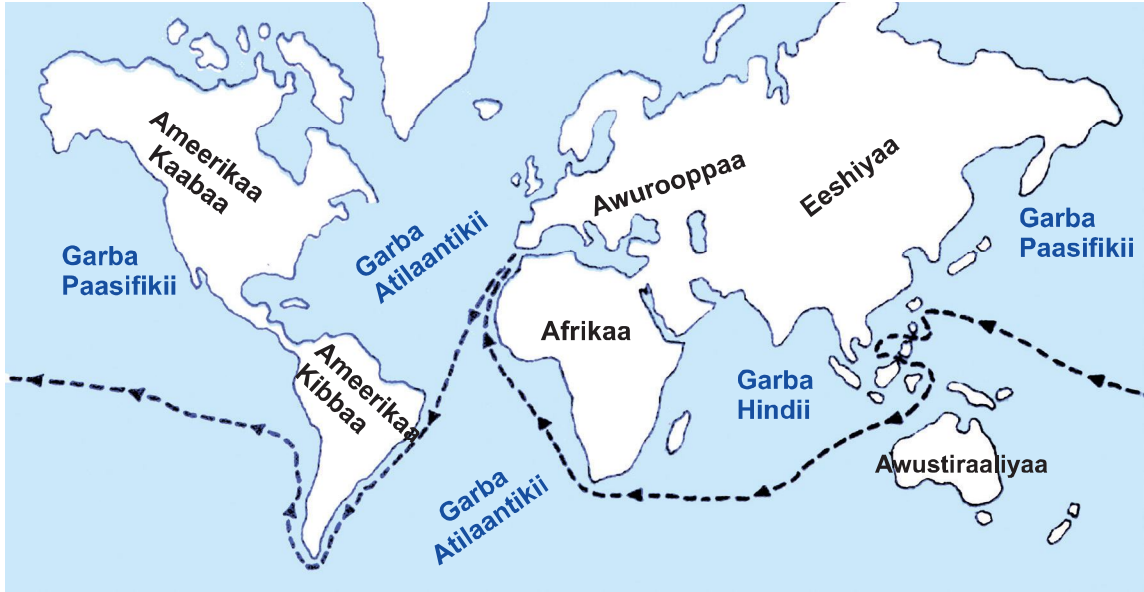 Ameerikaa
Kaabaa
Awurooppaa
Eeshiyaa
Garba
Paasifikii
Garba
Atilaantikii
Garba
Paasifikii
Afrikaa
Ameerikaa
Kibbaa
Garba
Hindii
Awustiraaliyaa
Garba
Atilaantikii